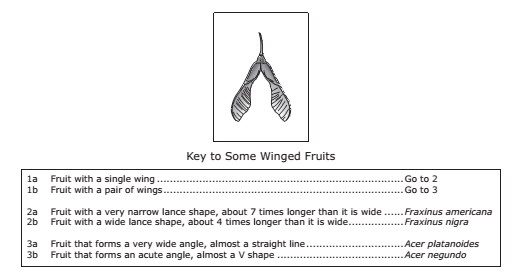 Key to Some Winged Fruits
1a Fruit with a single wing ........................................................................................Go to 2
1b Fruit with a pair of wings......................................................................................Go to 3
2a Fruit with a very narrow lance shape, about 7 times longer than it is wide ......Fraxinus americana
2b Fruit with a wide lance shape, about 4 times longer than it is wide...................Fraxinus nigra
3a Fruit that forms a very wide angle, almost a straight line..................................Acer platanoides
3b Fruit that forms an acute angle, almost a V shape ............................................Acer negundo